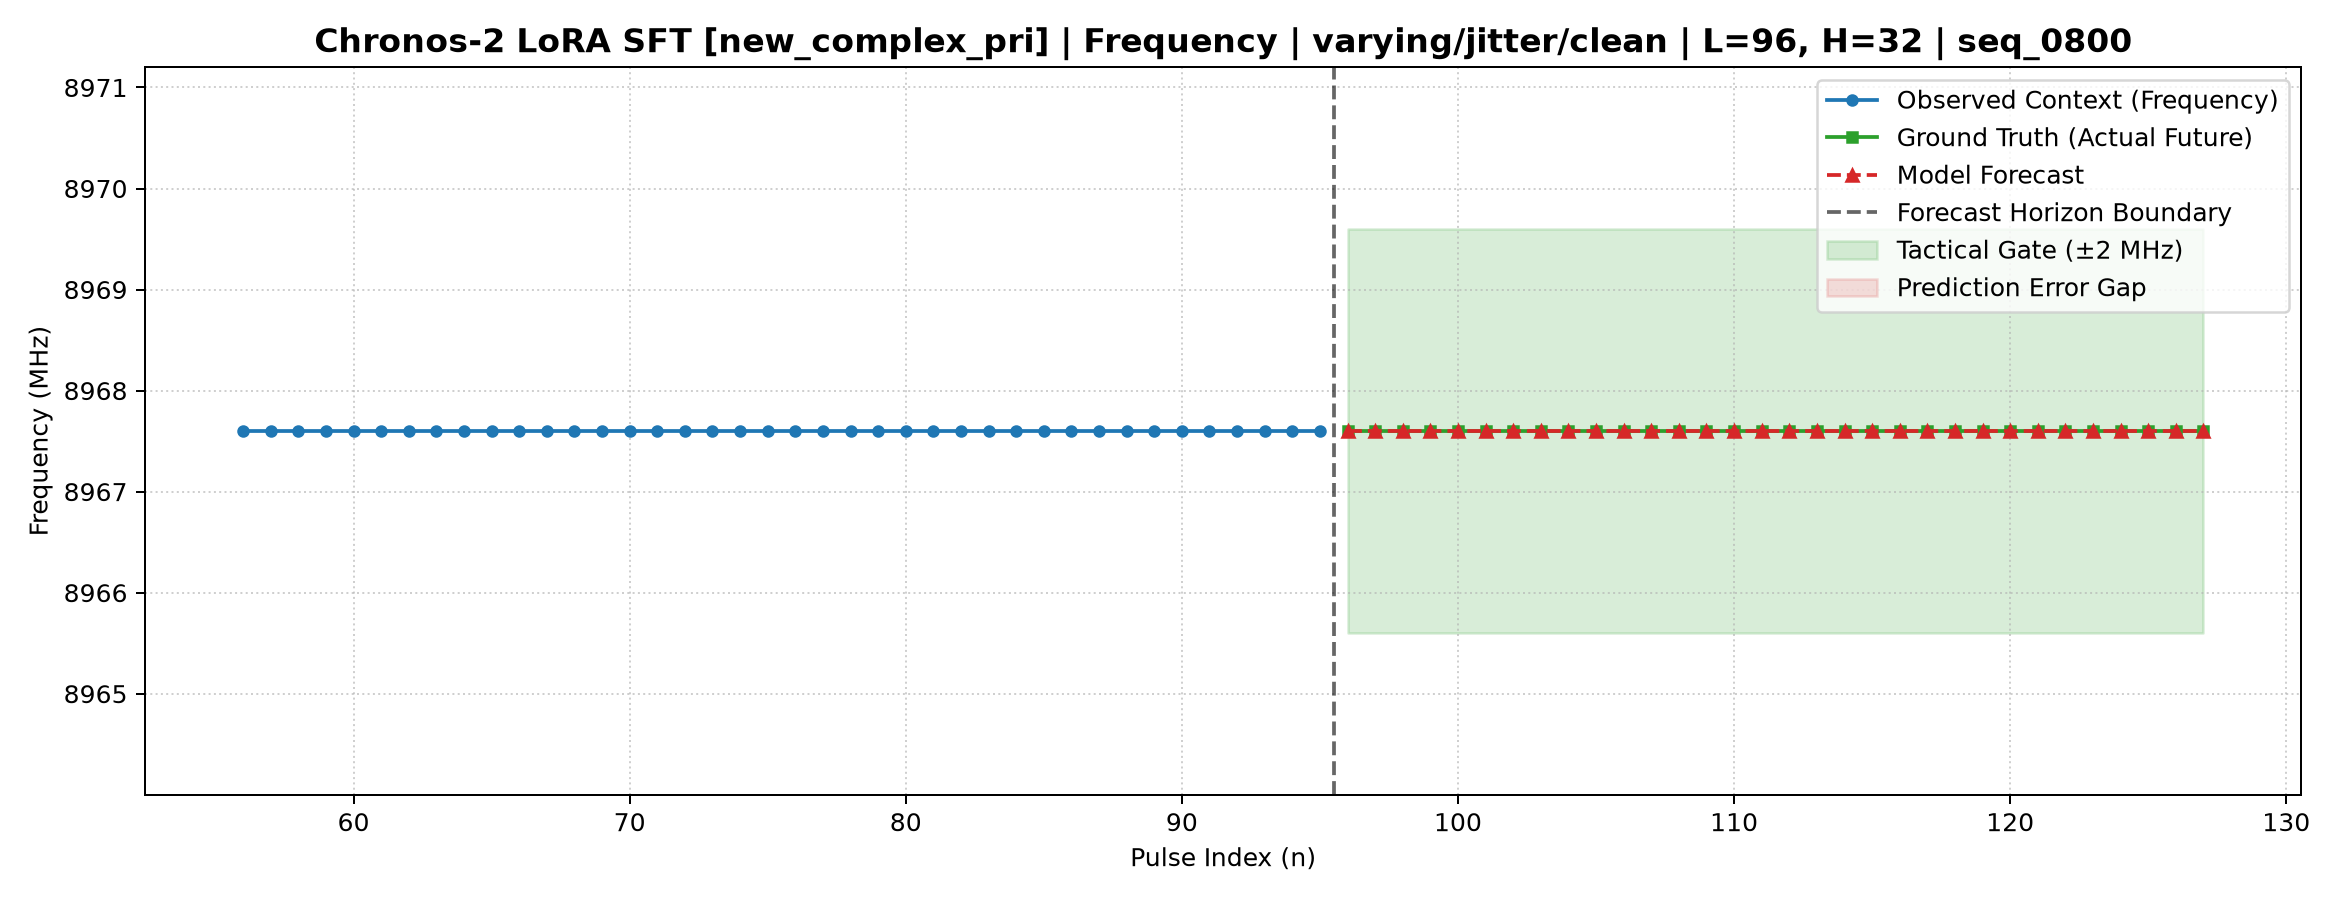 Chronos-2 LoRA SFT [new_complex_pri] | Frequency | varying/jitter/clean | L=96, H=32 | seq_0800
Observed Context (Frequency)
Ground Truth (Actual Future)
Model Forecast
Forecast Horizon Boundary
Tactical Gate (±2 MHz)
Prediction Error Gap
Frequency (MHz)
8971
8970
8969
8968
8967
8966
8965
60 70 80 90 100 110 120 130
Pulse Index (n)